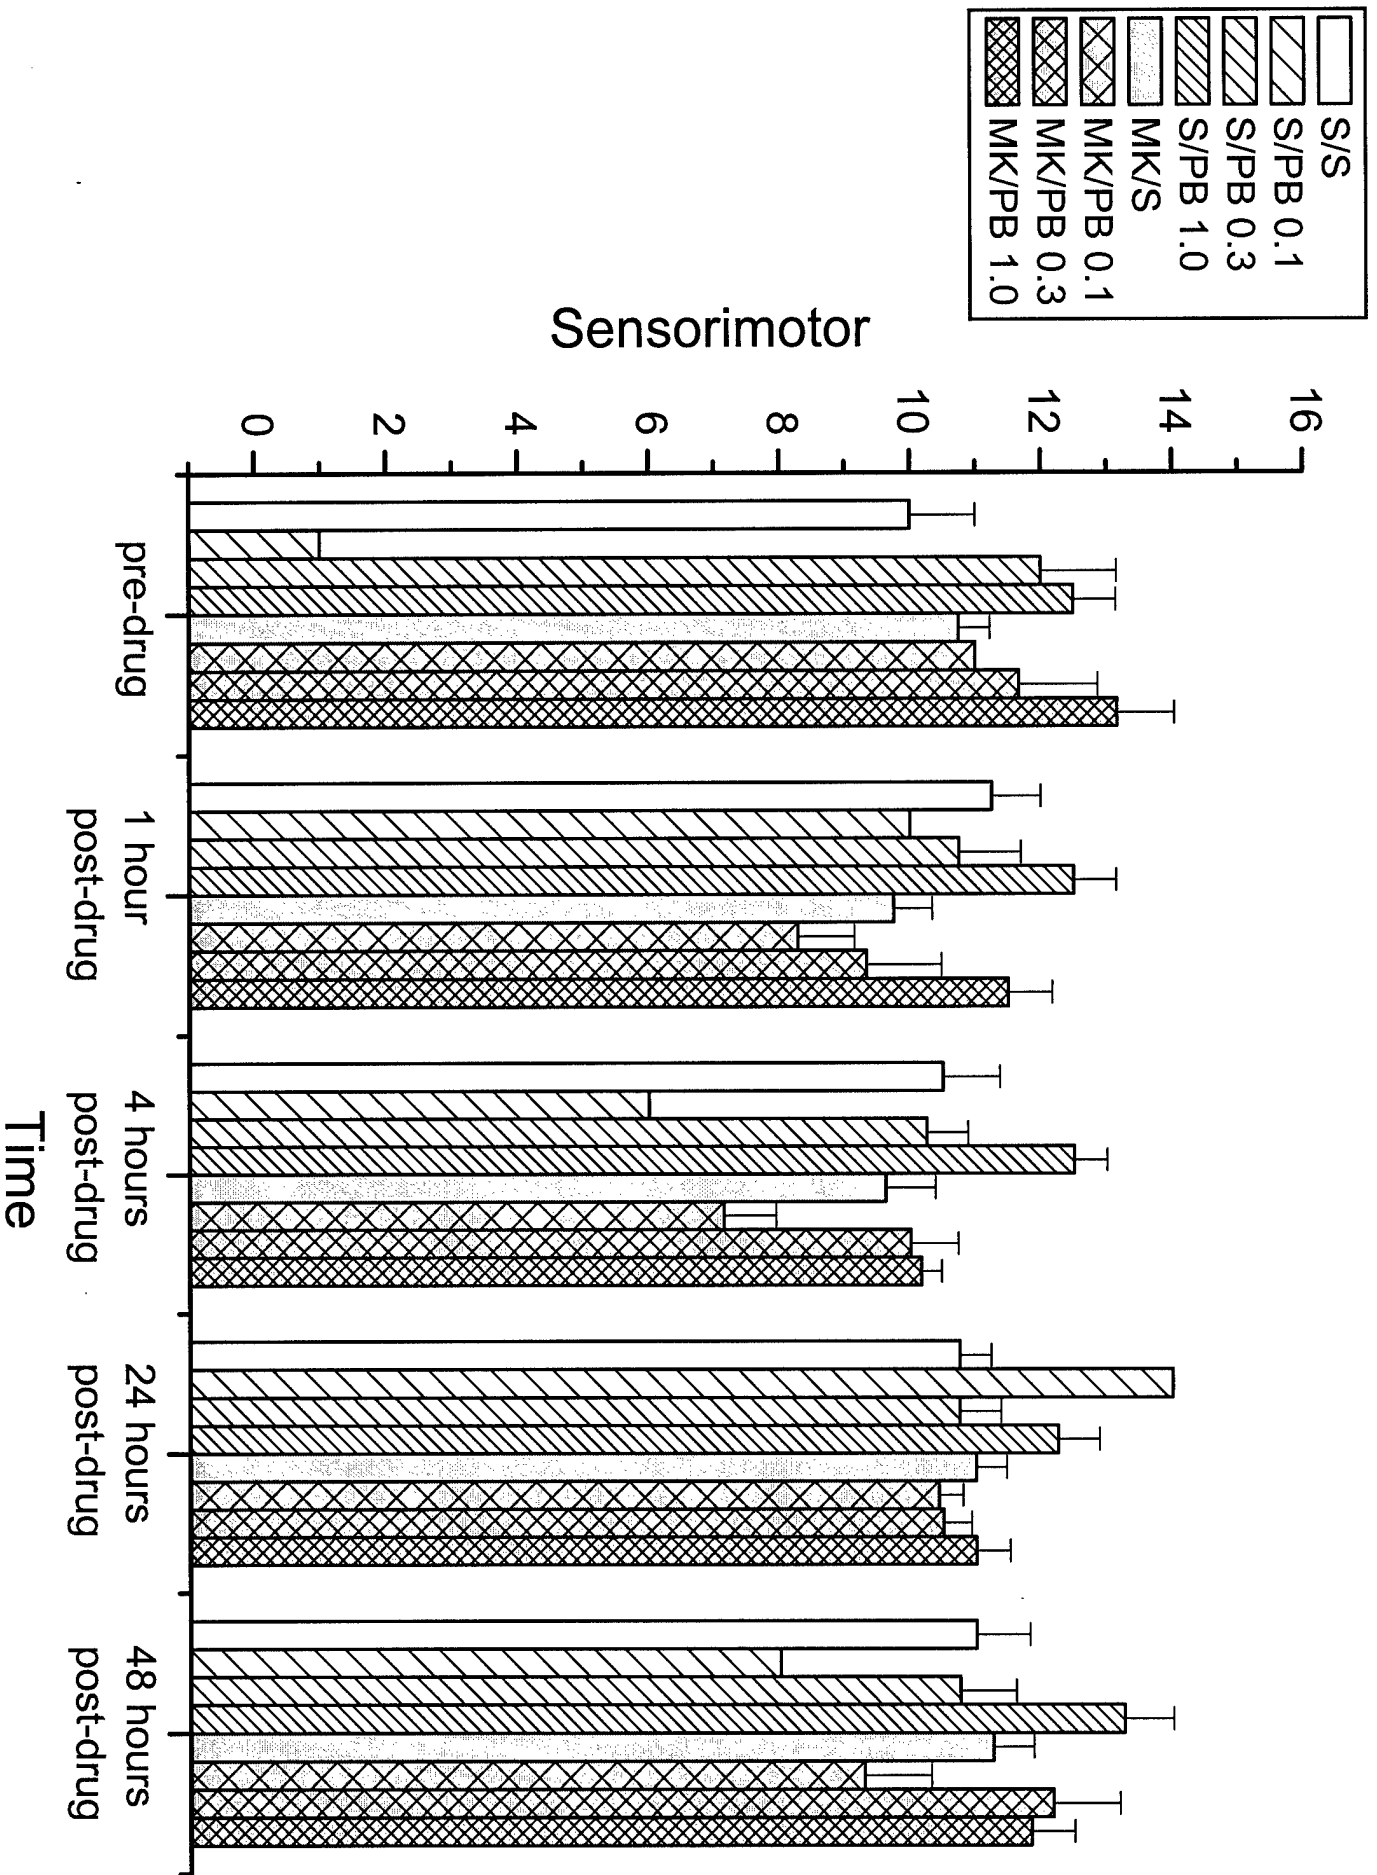 S/S
S/PB 0.1
S/PB 0.3
S/PB 1.0
MK/S
MK/PB 0.1
MK/PB 0.3
MK/PB 1.0
Sensorimotor
16
14
12
10
8
6
4
2
0
pre-drug
1 hour
post-drug
4 hours
post-drug
24 hours
post-drug
48 hours
post-drug
Time